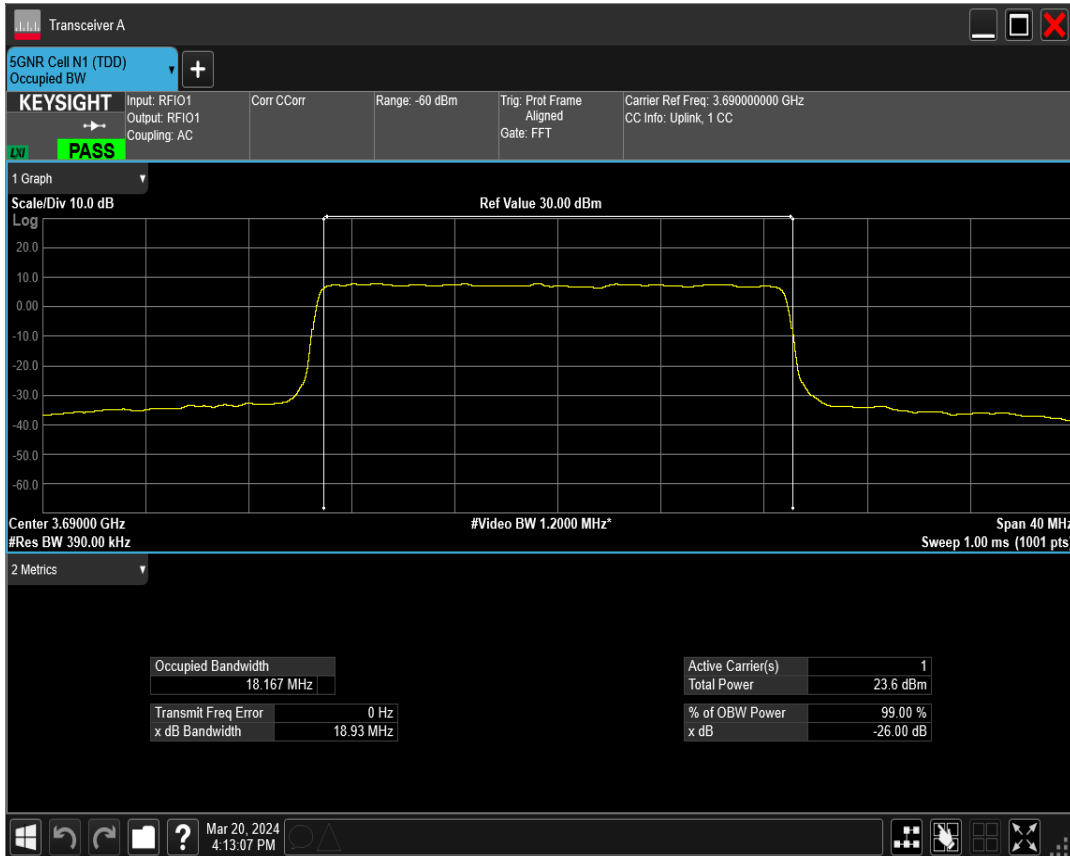 Transceiver A
5GNR Cell N1 (TDD)
Occupied BW
+
KEYSIGHT
LXI
PASS
Input: RFIO1
Output: RFIO1
Coupling: AC
Corr CCorr
Range: -60 dBm
Trig: Prot Frame
Aligned
Gate: FFT
Carrier Ref Freq: 3.690000000 GHz
CC Info: Uplink, 1 CC
1 Graph
Scale/Div 10.0 dB
Ref Value 30.00 dBm
Log
20.0
10.0
0.00
-10.0
-20.0
-30.0
-40.0
-50.0
-60.0
Center 3.69000 GHz
#Video BW 1.2000 MHz*
Span 40 MHz
#Res BW 390.00 kHz
Sweep 1.00 ms (1001 pts)
2 Metrics
Occupied Bandwidth
18.167 MHz
Transmit Freq Error 0 Hz
x dB Bandwidth 18.93 MHz
Active Carrier(s) 1
Total Power 23.6 dBm
% of OBW Power 99.00 %
x dB -26.00 dB
?
Mar 20, 2024
4:13:07 PM